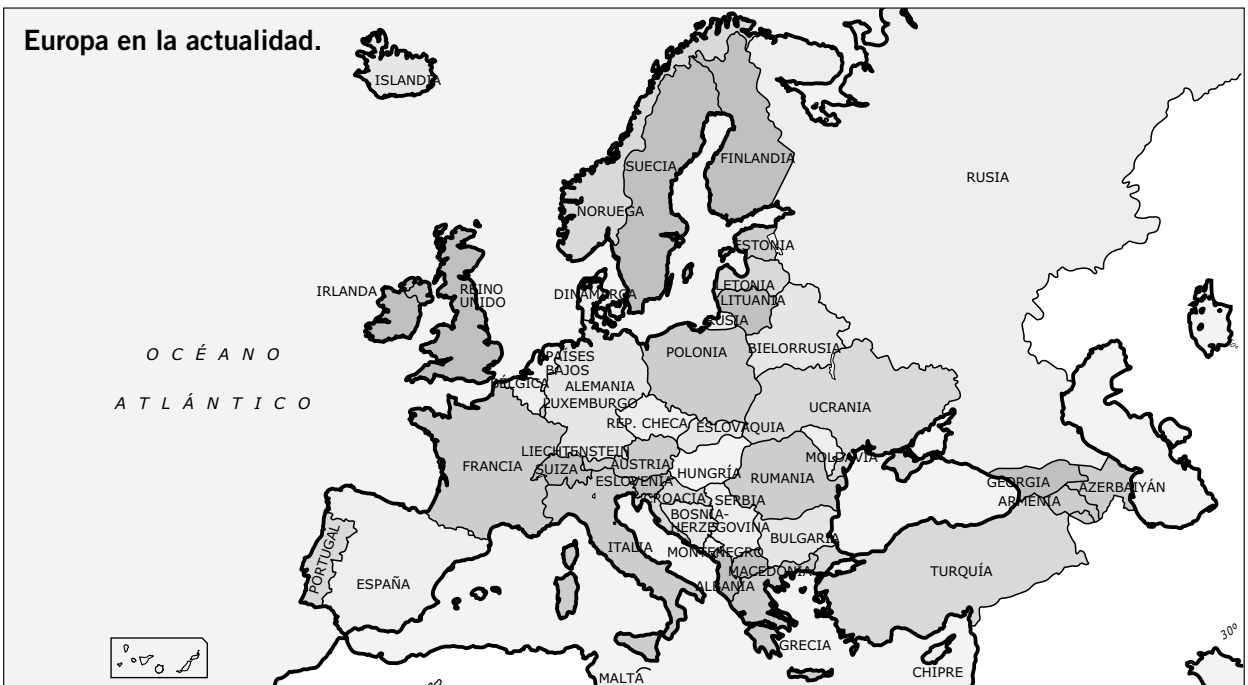 Europa en la actualidad.
ISLANDIA
RUSIA
FINLANDIA
SUECIA
NORUEGA
ESTONIA
LETONIA
LITUANIA
RUSIA
IRLANDA
REINO
UNIDO
DINAMARCA
OCÉANO
ATLÁNTICO
PAÍSES
BAJOS
BÉLGICA
ALEMANIA
LUXEMBURGO
POLONIA
BIELORRUSIA
UCRANIA
REP. CHECA
ESLOVAQUIA
LIECHTENSTEIN
FRANCIA
SUIZA
AUSTRIA
ESLOVENIA
HUNGRÍA
MOLDAVIA
RUMANIA
CROACIA
SERBIA
BOSNIA-
HERZEGOVINA
GEORGIA
AZERBAIYÁN
ARMENIA
ITALIA
MONTENEGRO
BULGARIA
MACEDONIA
ALBANIA
TURQUÍA
PORTUGAL
ESPAÑA
GRECIA
CHIPRE
MALTA
30º